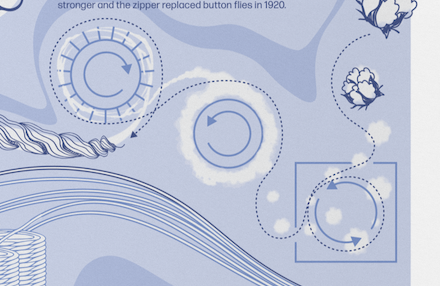 stronger and the zipper replaced button flies in 1920.